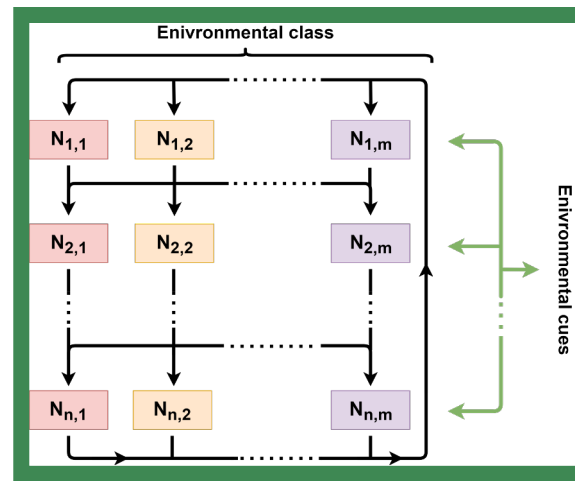 Enivronmental class
N1,1 N1,2 N1,m
N2,1 N2,2 N2,m
Nn,1 Nn,2 Nn,m
Enivronmental cues